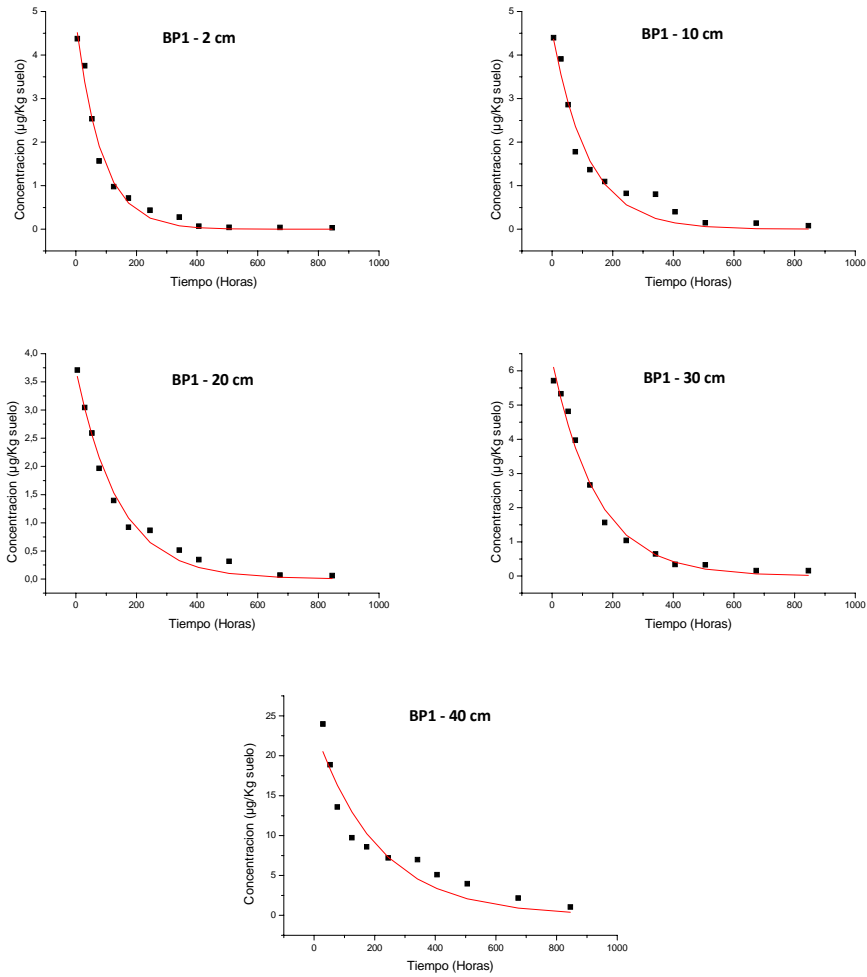 BP1 - 2 cm
Concentracion (µg/Kg suelo)
5
4
3
2
1
0
0 200 400 600 800 1000
Tiempo (Horas)
BP1 - 10 cm
Concentracion (µg/Kg suelo)
5
4
3
2
1
0
0 200 400 600 800 1000
Tiempo (Horas)
BP1 - 20 cm
Concentracion (µg/Kg suelo)
4,0
3,5
3,0
2,5
2,0
1,5
1,0
0,5
0,0
0 200 400 600 800 1000
Tiempo (Horas)
BP1 - 30 cm
Concentracion (µg/Kg suelo)
6
5
4
3
2
1
0
0 200 400 600 800 1000
Tiempo (Horas)
BP1 - 40 cm
Concentracion (µg/Kg suelo)
25
20
15
10
5
0
0 200 400 600 800 1000
Tiempo (Horas)